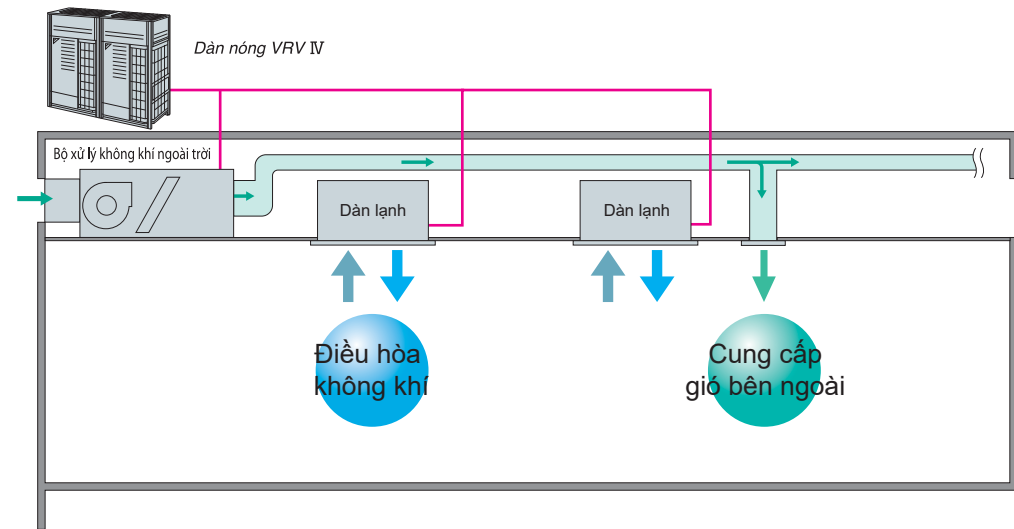 Dàn nóng VRV IV
Bộ xử lý không khí ngoài trời
Dàn lạnh
Dàn lạnh
Điều hòa
không khí
Cung cấp
gió bên ngoài